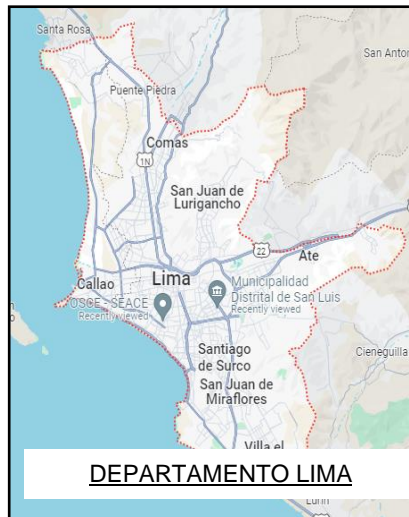 Santa Rosa
San Anton
Puente Piedra
Comas
1N
San Juan de
Lurigancho
22
Ate
Lima
Callao
Municipalidad
Distrital de San Luis
Recently viewed
OSCE - SEACE
Recently viewed
Cieneguilla
Santiago
de Surco
San Juan de
Miraflores
Villa el
DEPARTAMENTO LIMA
Lurín